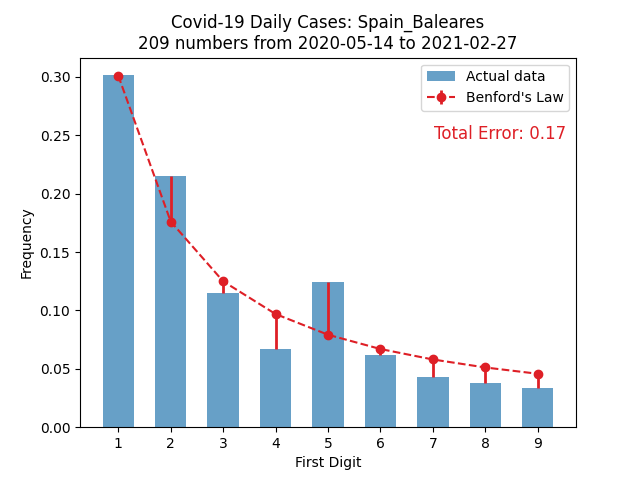 Covid-19 Daily Cases: Spain_Baleares
209 numbers from 2020-05-14 to 2021-02-27
Actual data
Benford's Law
Total Error: 0.17
0.30
0.25
0.20
0.15
0.10
0.05
0.00
Frequency
1 2 3 4 5 6 7 8 9
First Digit